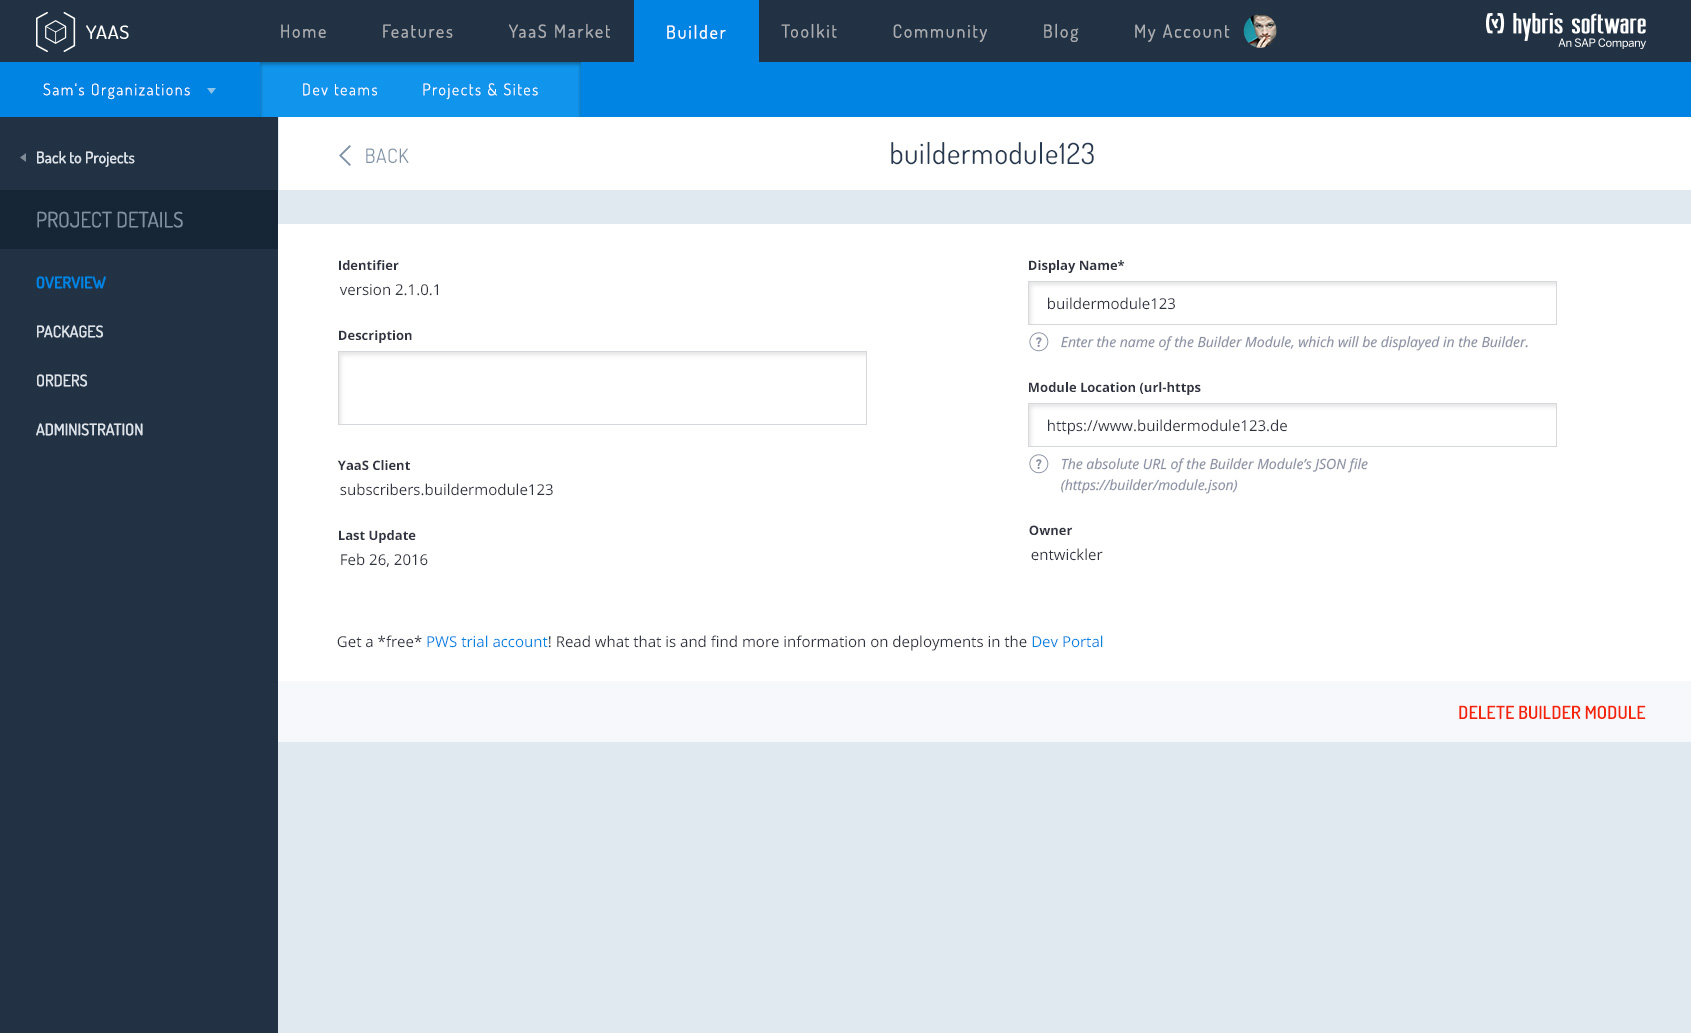 YAAS
Home Features YaaS Market Builder Toolkit Community Blog My Account
hybris software
An SAP Company
Sam's Organizations Dev teams Projects & Sites
Back to Projects
BACK
buildermodule123
PROJECT DETAILS
OVERVIEW
PACKAGES
ORDERS
ADMINISTRATION
Identifier
version 2.1.0.1
Description
YaaS Client
subscribers.buildermodule123
Last Update
Feb 26, 2016
Display Name*
buildermodule123
? Enter the name of the Builder Module, which will be displayed in the Builder.
Module Location (url-https
https://www.buildermodule123.de
? The absolute URL of the Builder Module's JSON file
(https://builder/module.json)
Owner
entwickler
Get a *free* PWS trial account! Read what that is and find more information on deployments in the Dev Portal
DELETE BUILDER MODULE